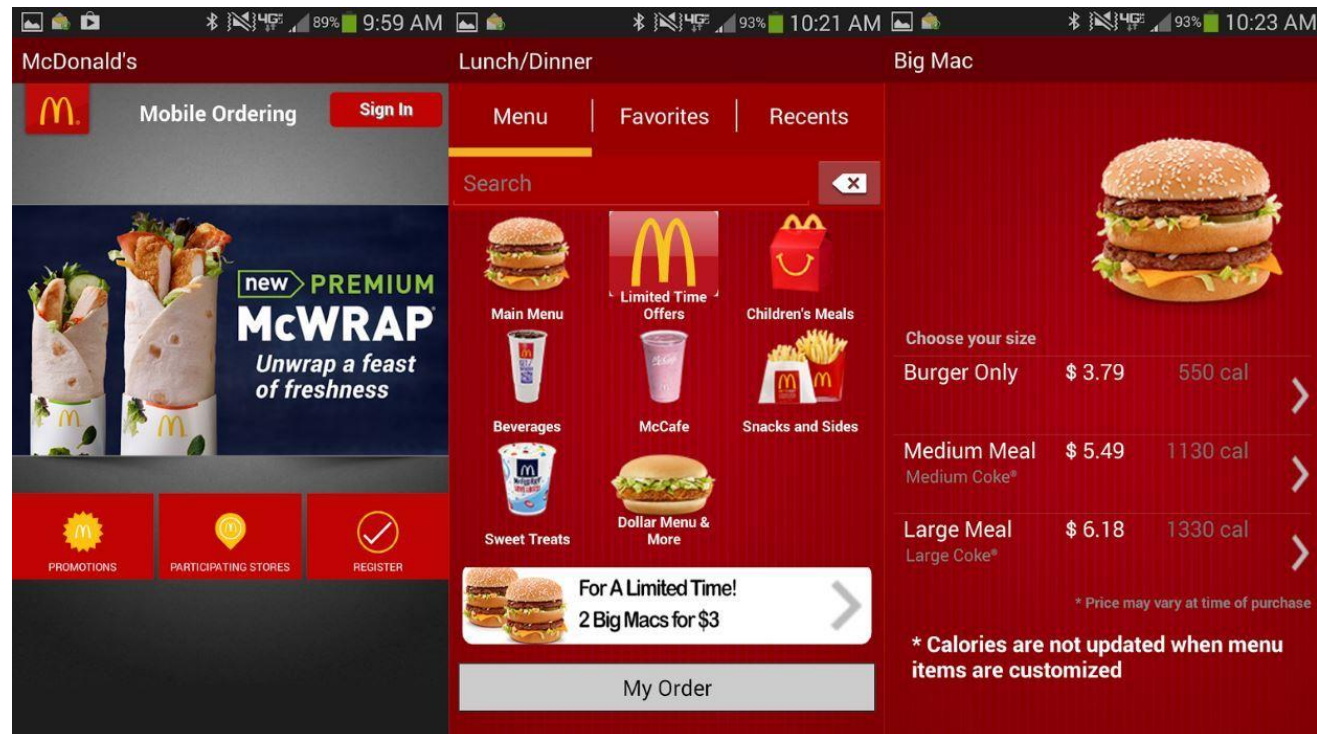 89% 9:59 AM
McDonald's
Mobile Ordering
Sign In
new PREMIUM
McWRAP
Unwrap a feast
of freshness
PROMOTIONS
PARTICIPATING STORES
REGISTER
4G 93% 10:21 AM
Lunch/Dinner
Menu
Favorites
Recents
Search
Main Menu
Limited Time
Offers
Children's Meals
Beverages
McCafe
Snacks and Sides
Sweet Treats
Dollar Menu &
More
For A Limited Time!
2 Big Macs for $3
My Order
4G 93% 10:23 AM
Big Mac
Choose your size
Burger Only $ 3.79 550 cal
Medium Meal $ 5.49 1130 cal
Medium Coke®
Large Meal $ 6.18 1330 cal
Large Coke®
* Price may vary at time of purchase
* Calories are not updated when menu
items are customized